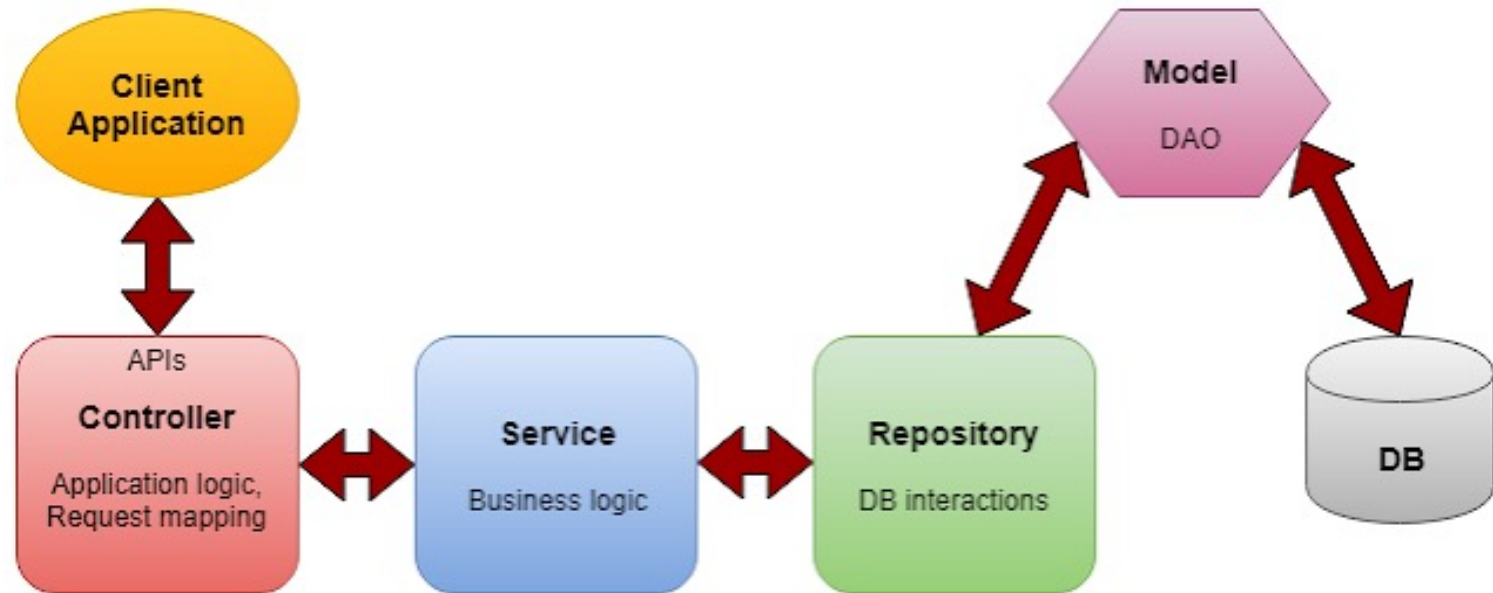 Client
Application
Model
DAO
APIs
Controller
Application logic,
Request mapping
Service
Business logic
Repository
DB interactions
DB